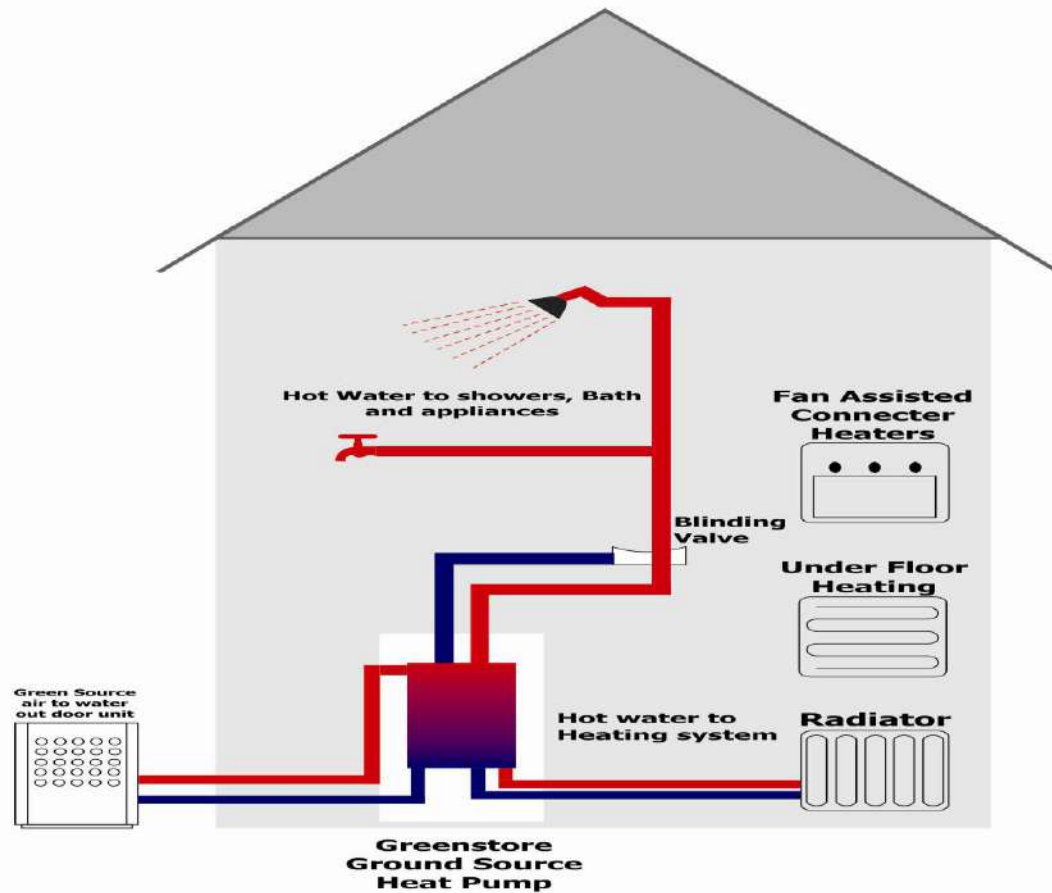 Hot Water to showers, Bath
and appliances
Fan Assisted
Connecter
Heaters
Blinding
Valve
Under Floor
Heating
Green Source
air to water
out door unit
Hot water to
Heating system
Radiator
Greenstore
Ground Source
Heat Pump